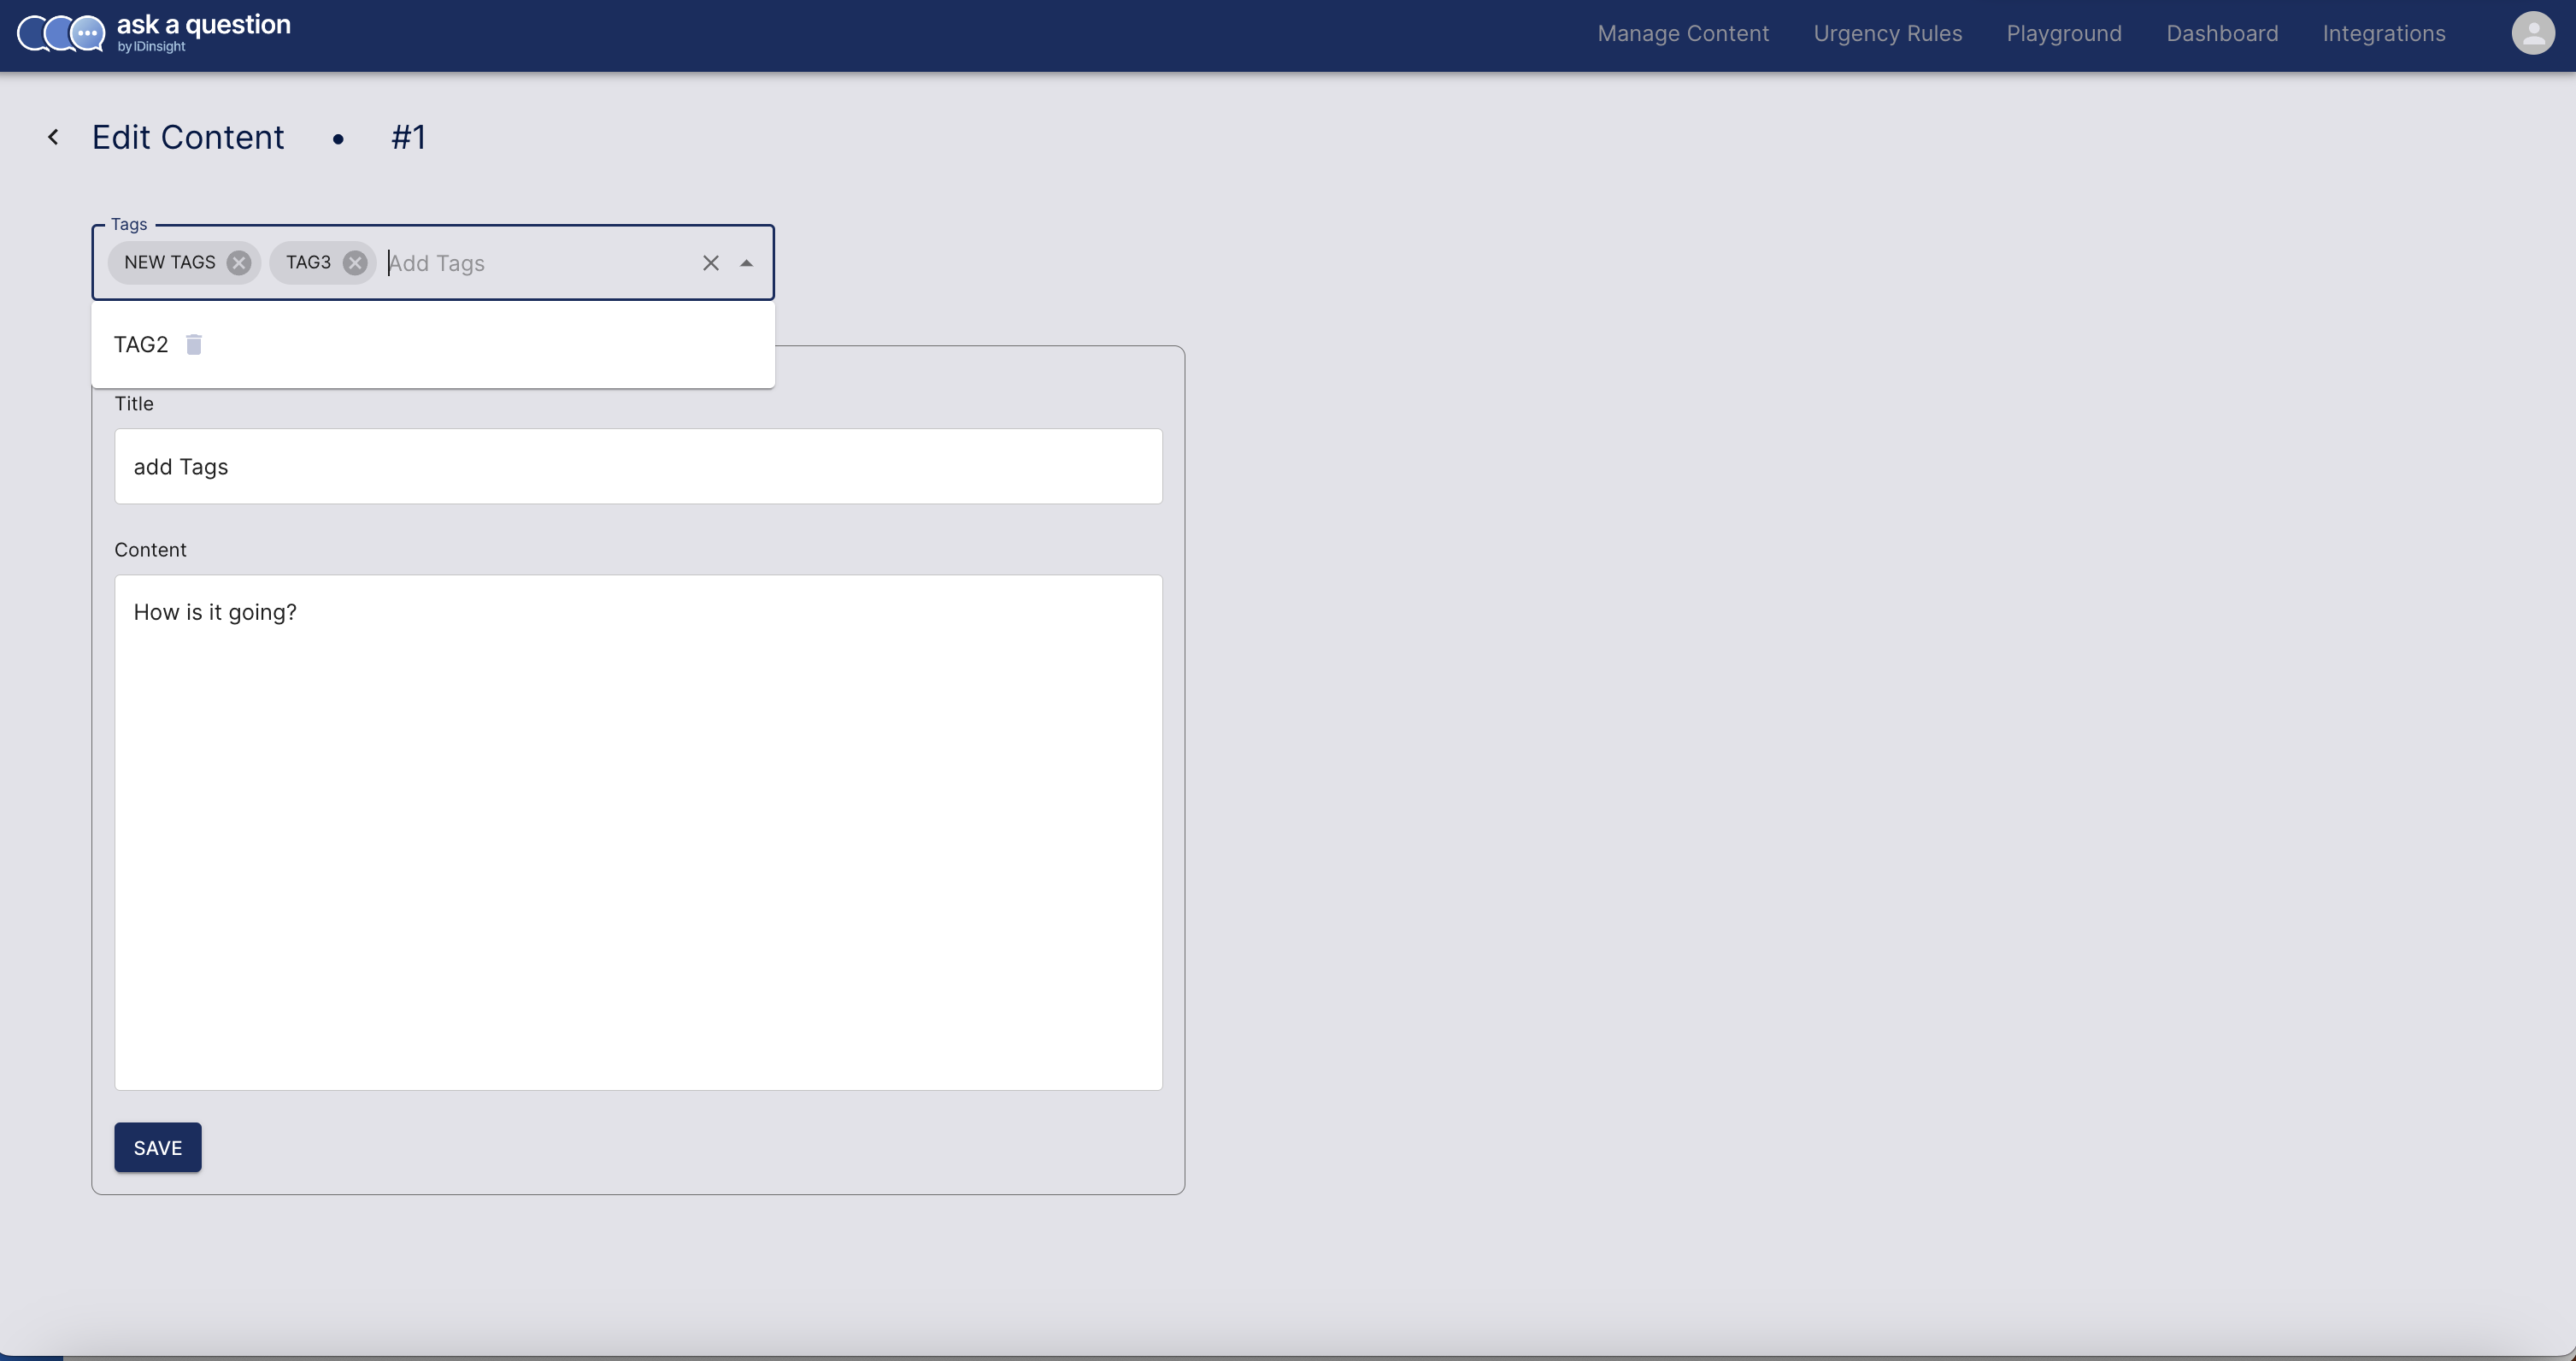 ask a question
by IDinsight
Manage Content
Urgency Rules
Playground
Dashboard
Integrations
Edit Content • #1
Tags
NEW TAGS
TAG3
Add Tags
TAG2
Title
add Tags
Content
How is it going?
SAVE